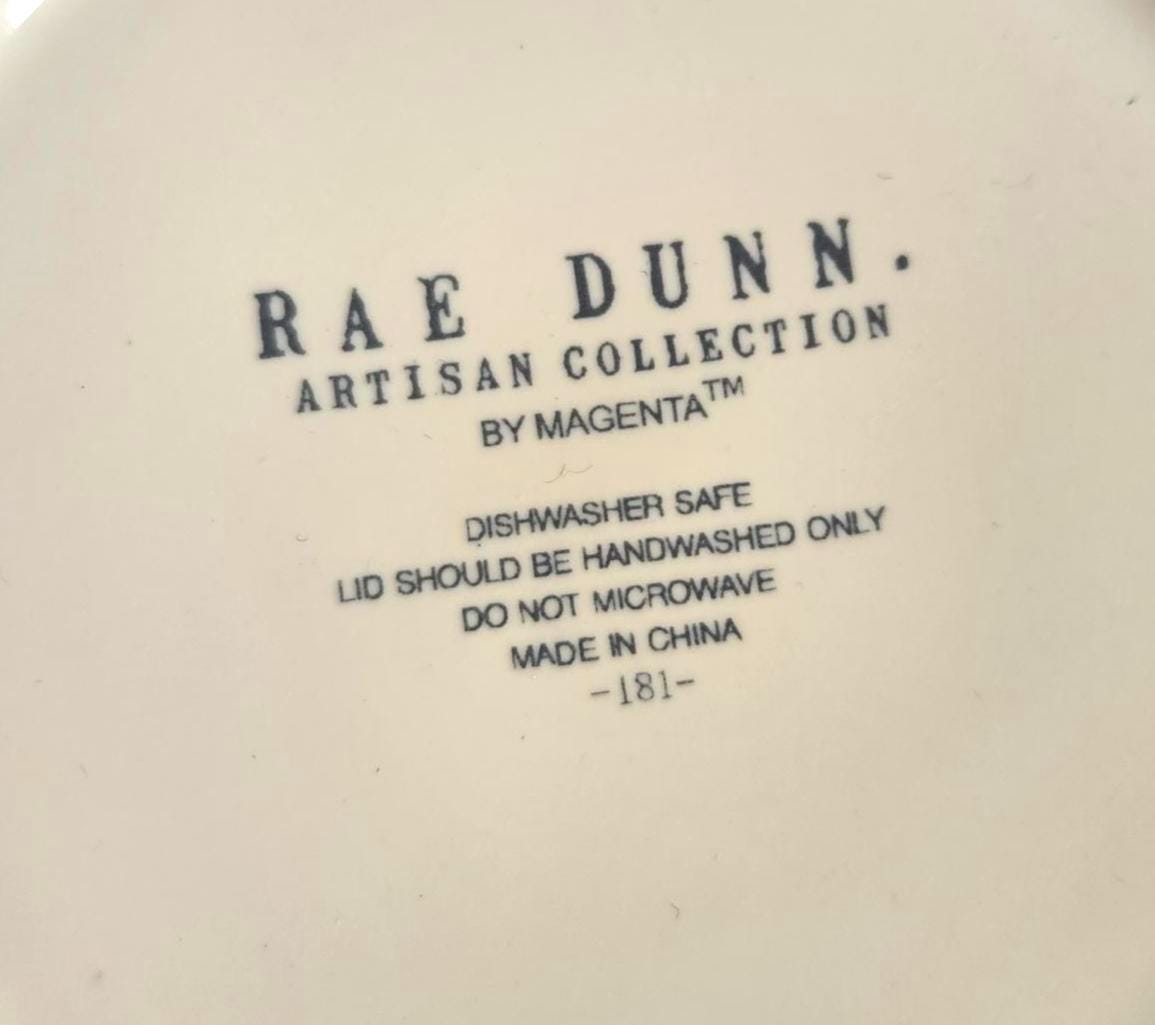 RAE DUNN.
ARTISAN COLLECTION
BY MAGENTA™
DISHWASHER SAFE
LID SHOULD BE HANDWASHED ONLY
DO NOT MICROWAVE
MADE IN CHINA
-181-